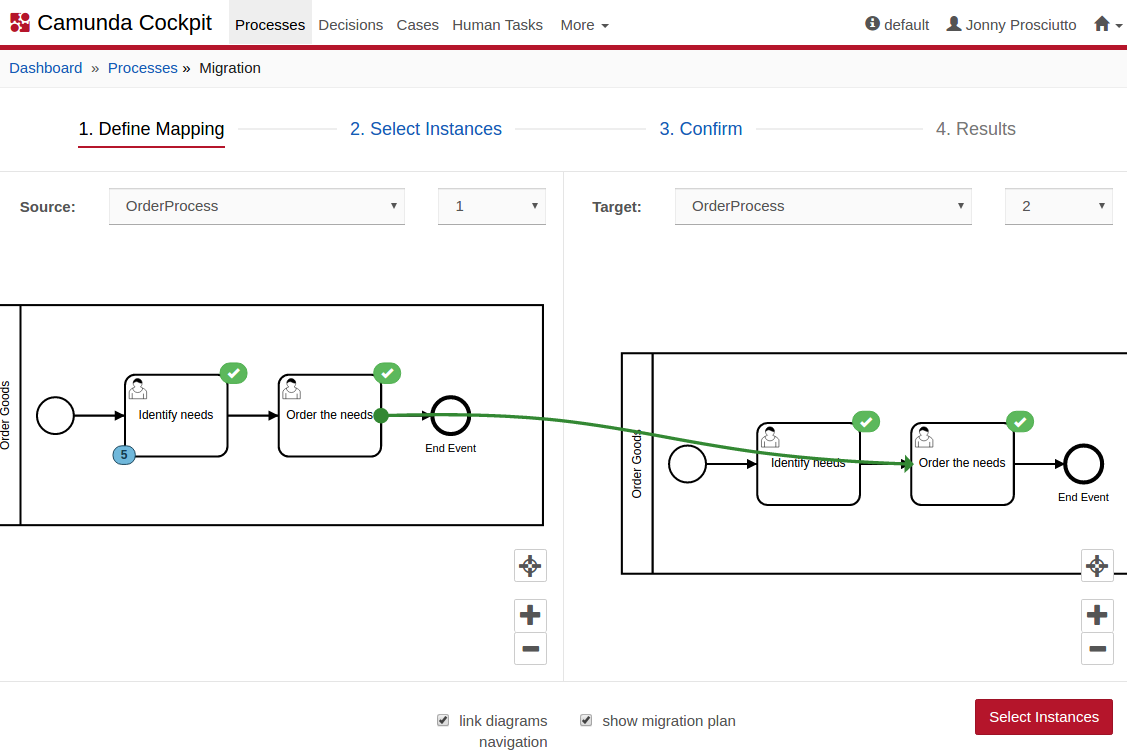 Camunda Cockpit Processes Decisions Cases Human Tasks More default Jonny Prosciutto
Dashboard » Processes » Migration
1. Define Mapping 2. Select Instances 3. Confirm 4. Results
Source: OrderProcess 1 Target: OrderProcess 2
Order Goods
Identify needs
Order the needs
End Event
5
Order Goods
Identify needs
Order the needs
End Event
link diagrams
navigation
show migration plan
Select Instances